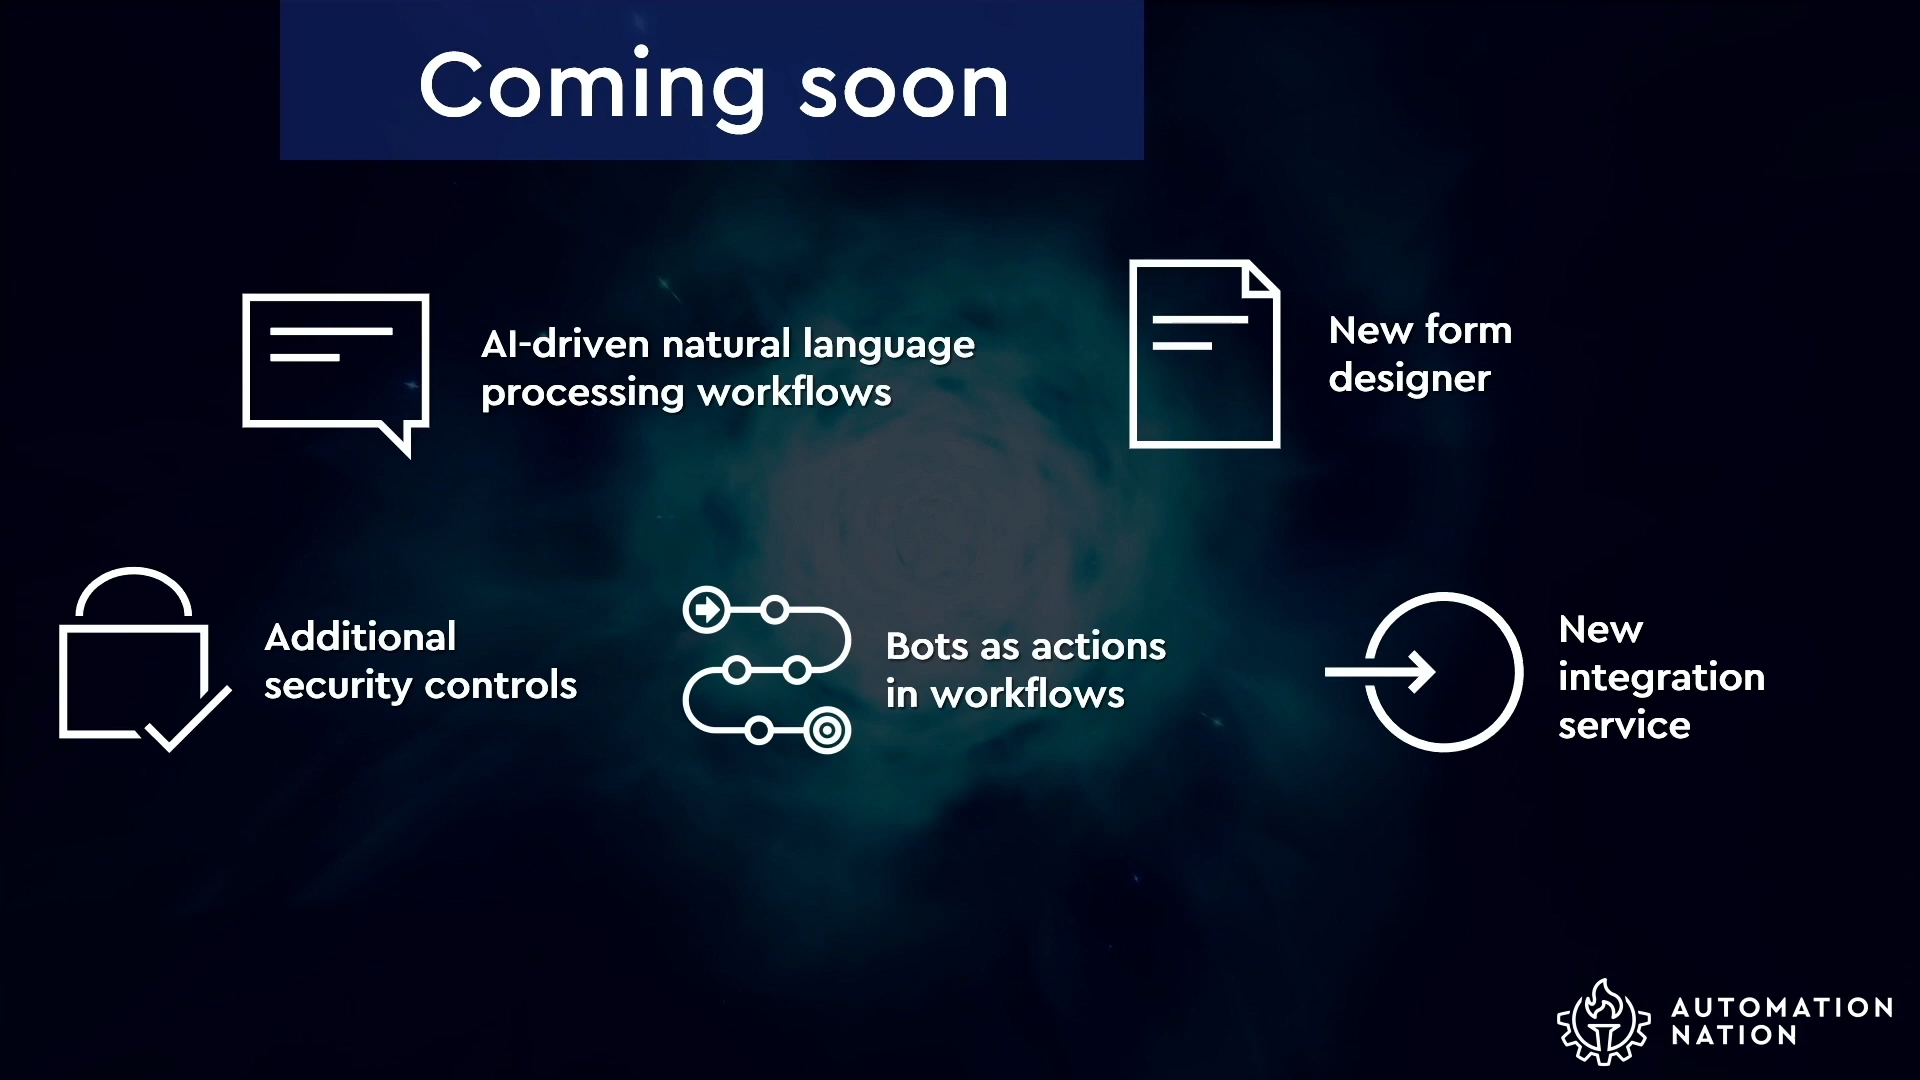 Coming soon
AI-driven natural language
processing workflows
New form
designer
Additional
security controls
Bots as actions
in workflows
New
integration
service
AUTOMATION
NATION